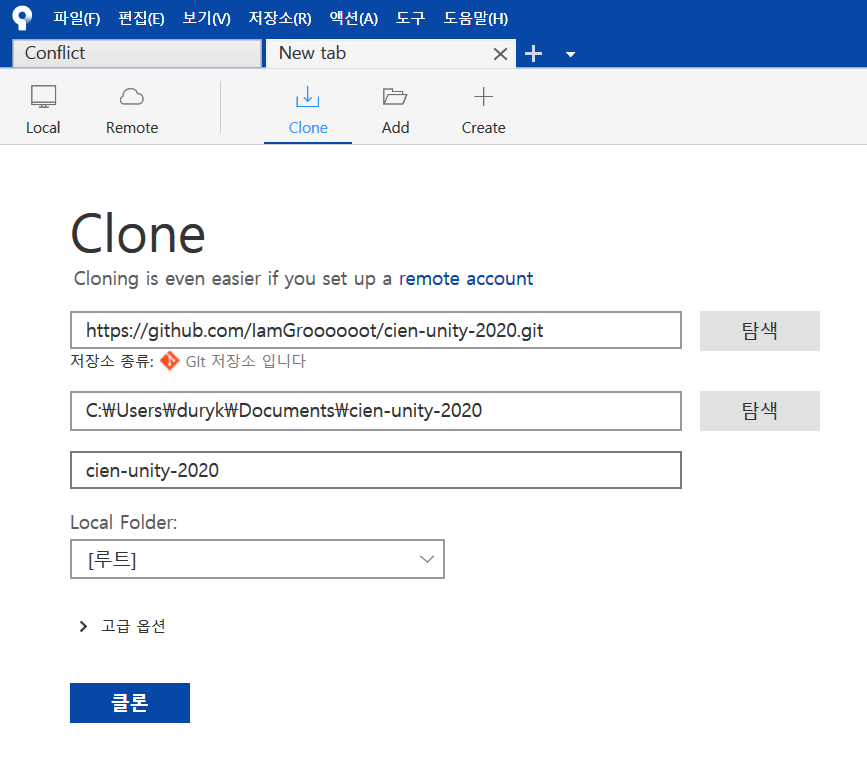 파일(F) 편집(E) 보기(V) 저장소(R) 액션(A) 도구 도움말(H)
Conflict New tab
Local Remote Clone Add Create
Clone
Cloning is even easier if you set up a remote account
https://github.com/IamGroooooot/cien-unity-2020.git 탐색
저장소 종류: GIt 저장소 입니다
C:₩Users₩duryk₩Documents₩cien-unity-2020 탐색
cien-unity-2020
Local Folder:
[루트]
고급 옵션
클론